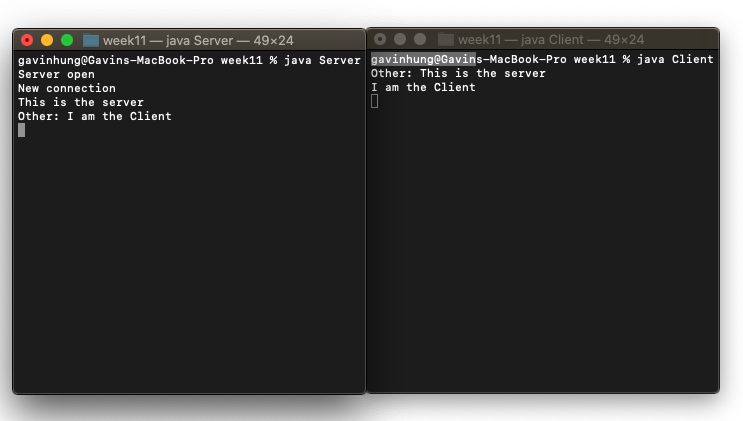 week11 — java Server — 49×24
gavinhung@Gavins-MacBook-Pro week11 % java Server
Server open
New connection
This is the server
Other: I am the Client
week11 — java Client — 49×24
gavinhung@Gavins-MacBook-Pro week11 % java Client
Other: This is the server
I am the Client